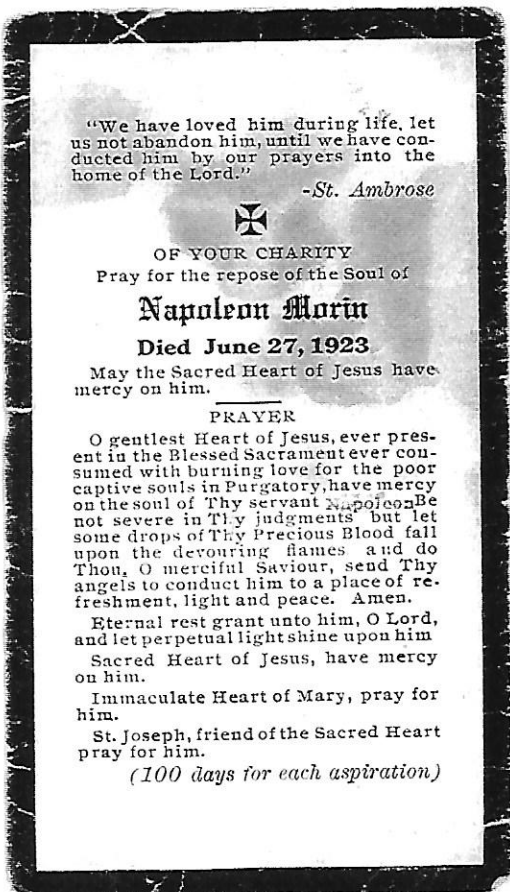 "We have loved him during life, let
us not abandon him, until we have con-
ducted him by our prayers into the
home of the Lord."
-St. Ambrose
OF YOUR CHARITY
Pray for the repose of the Soul of
Napoleon Morin
Died June 27, 1923
May the Sacred Heart of Jesus have
mercy on him.
PRAYER
O gentlest Heart of Jesus, ever pres-
ent in the Blessed Sacrament ever con-
sumed with burning love for the poor
captive souls in Purgatory, have mercy
on the soul of Thy servant Napoleon Be
not severe in Thy judgments but let
some drops of Thy Precious Blood fall
upon the devouring flames and do
Thou, O merciful Saviour, send Thy
angels to conduct him to a place of re-
freshment, light and peace. Amen.
Eternal rest grant unto him, O Lord,
and let perpetual light shine upon him
Sacred Heart of Jesus, have mercy
on him.
Immaculate Heart of Mary, pray for
him.
St. Joseph, friend of the Sacred Heart
pray for him.
(100 days for each aspiration)